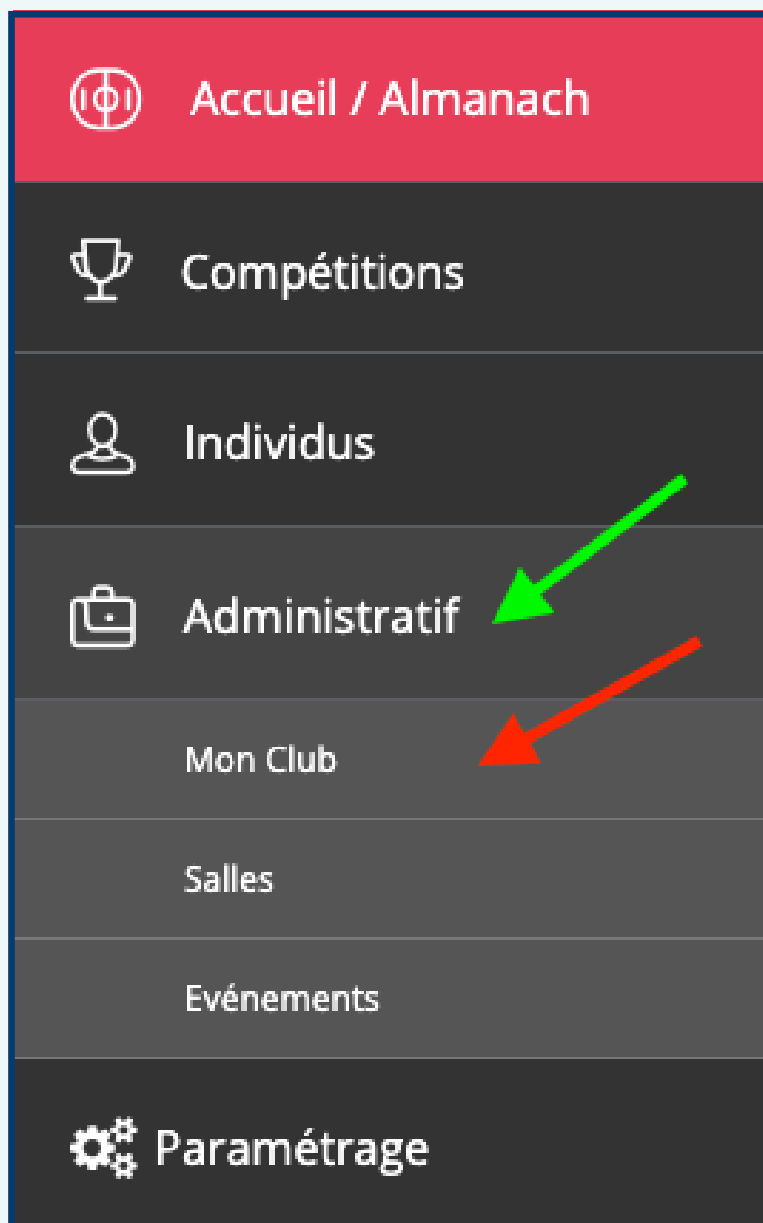 Accueil / Almanach
Compétitions
Individus
Administratif
Mon Club
Salles
Evénements
Paramétrage